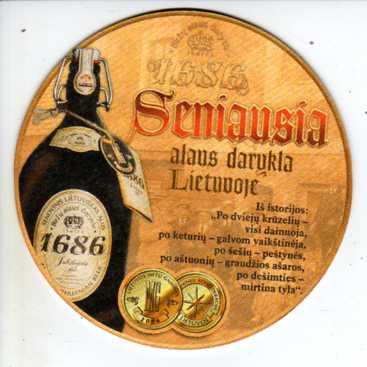 1686
Seniausia
alaus darykla
Lietuvoje
Iš istorijos:
„Po dviejų krūzelių –
visi dainuoja,
po keturių – galvom vaikštinėja,
po šešių – peštynės,
po aštuonių – graudžios ašaros,
po dešimties –
mirtina tyla“.
1686
1686